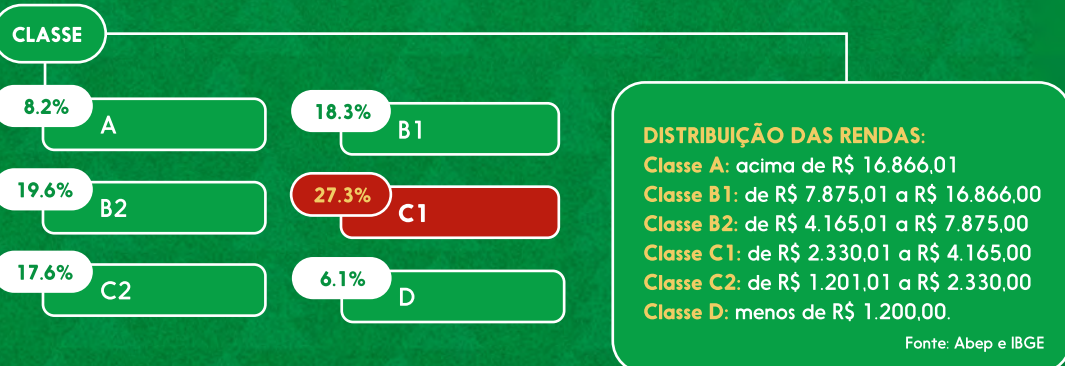 CLASSE
8.2%
A
18.3%
B1
19.6%
B2
27.3%
C1
17.6%
C2
6.1%
D
DISTRIBUIÇÃO DAS RENDAS:
Classe A: acima de R$ 16.866,01
Classe B1: de R$ 7.875,01 a R$ 16.866,00
Classe B2: de R$ 4.165,01 a R$ 7.875,00
Classe C1: de R$ 2.330,01 a R$ 4.165,00
Classe C2: de R$ 1.201,01 a R$ 2.330,00
Classe D: menos de R$ 1.200,00.
Fonte: Abep e IBGE